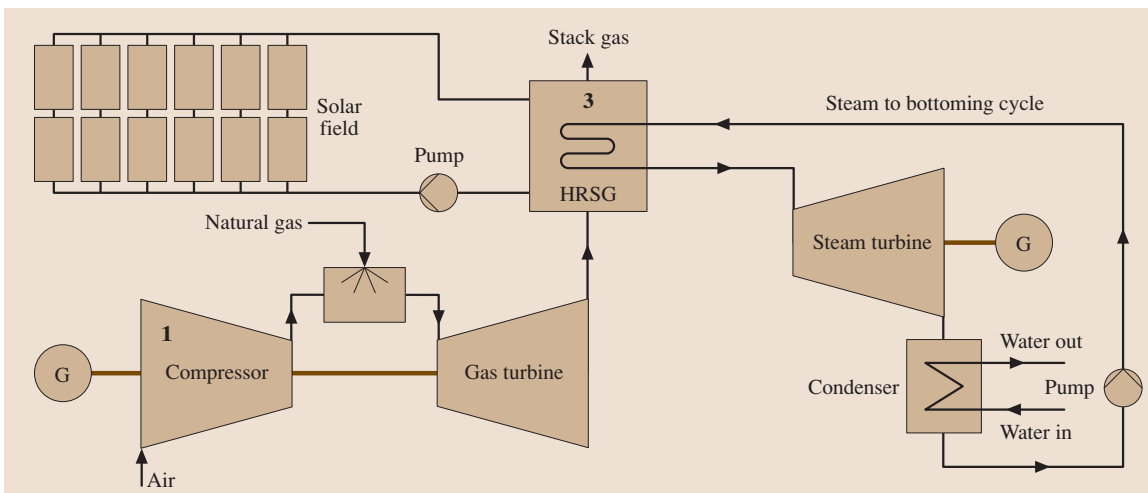 Stack gas
3
Steam to bottoming cycle
Solar
field
Pump
HRSG
Natural gas
Steam turbine
G
1
Compressor
Gas turbine
G
Water out
Condenser
Pump
Water in
Air